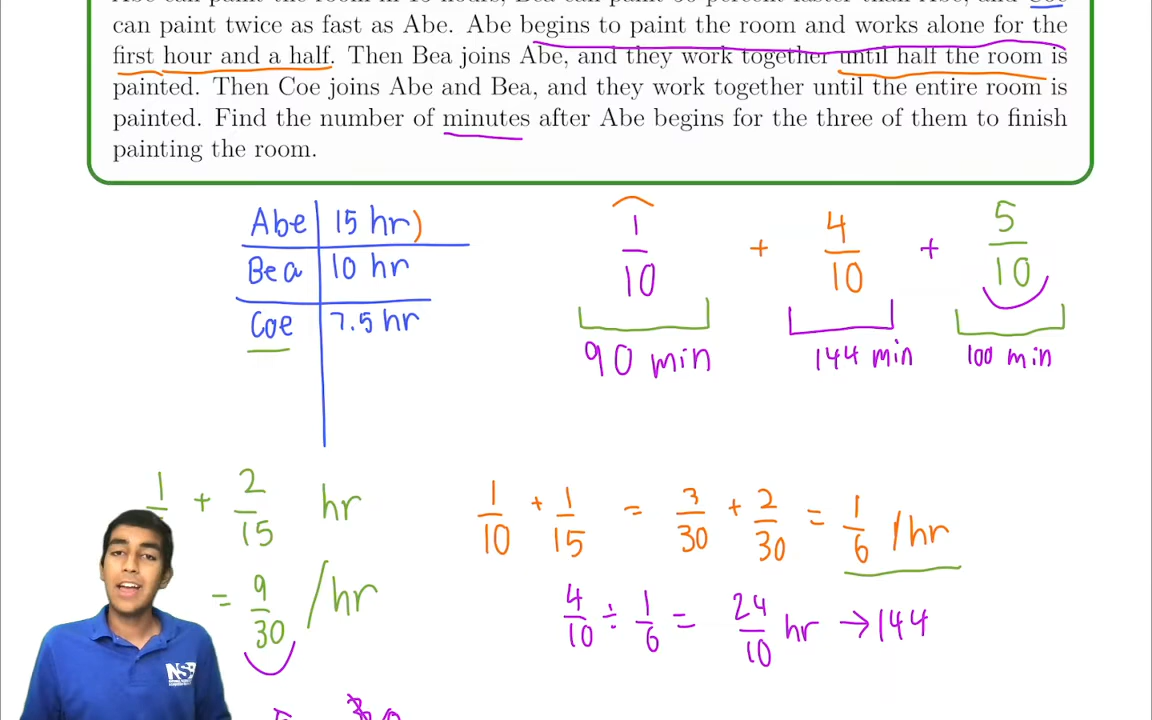 can paint twice as fast as Abe. Abe begins to paint the room and works alone for the
first hour and a half. Then Bea joins Abe, and they work together until half the room is
painted. Then Coe joins Abe and Bea, and they work together until the entire room is
painted. Find the number of minutes after Abe begins for the three of them to finish
painting the room.
Abe 15 hr)
Bea 10 hr
Coe 7.5 hr
1/10 + 4/10 + 5/10
90 min 144 min 100 min
+ 2/15 hr
= 9/30 /hr
1/10 + 1/15 = 3/30 + 2/30 = 1/6 /hr
4/10 ÷ 1/6 = 24/10 hr → 144